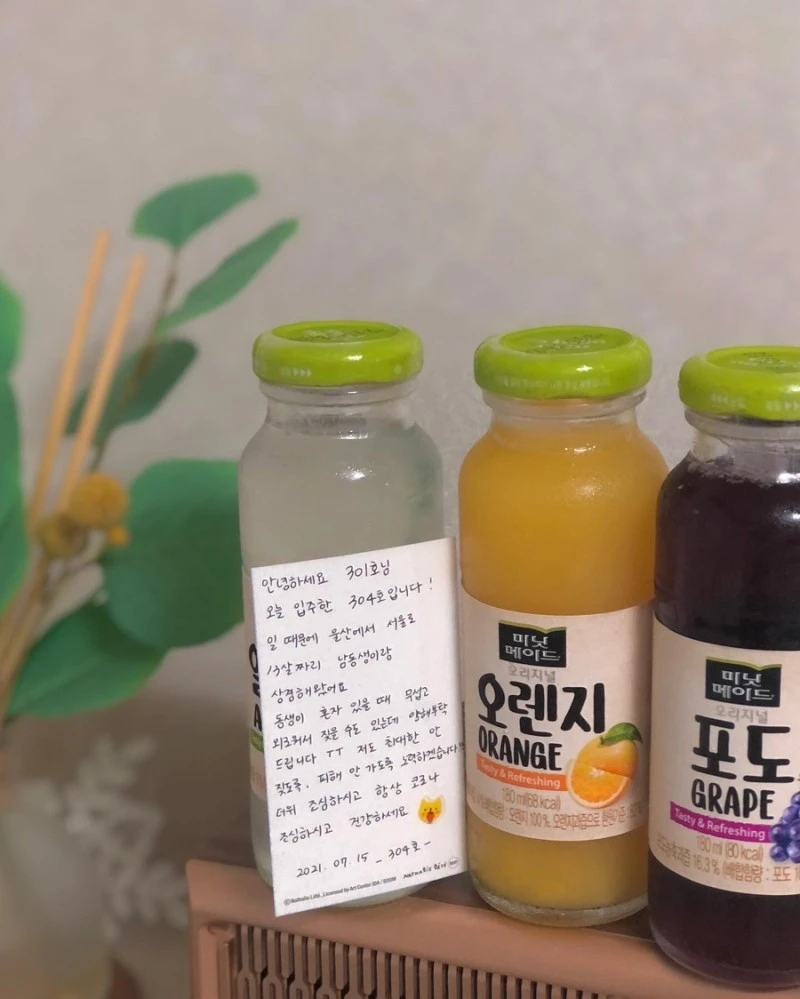 안녕하세요 301호님
오늘 입주한 304호입니다!
일 때문에 울산에서 서울로
13살짜리 남동생이랑
상경해왔어요
동생이 혼자 있을 때 무섭고
외로워서 짖을 수도 있는데 양해부탁
드립니다 ㅜㅜ 저도 최대한 안
짖도록, 피해 안 가도록 노력하겠습니다!!
더위 조심하시고 항상 코로나
조심하시고 건강하세요
2021. 07. 15 _ 304호 -
미닛
메이드
오리지널
오렌지
ORANGE
Tasty & Refreshing
180 ml(68 kcal)
미닛
메이드
오리지널
포도
GRAPE
Tasty & Refreshing
180 ml (80 kcal)